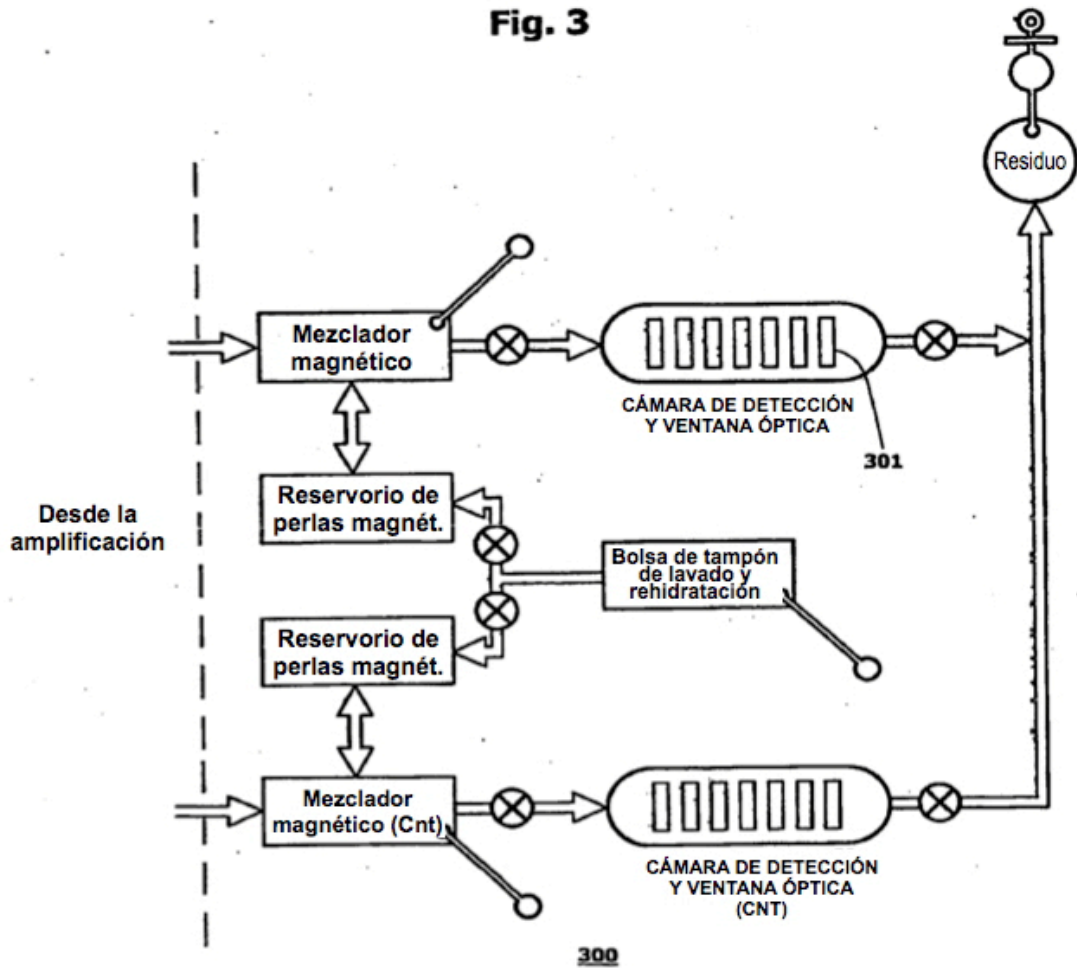 Fig. 3
Residuo
Mezclador
magnético
CÁMARA DE DETECCIÓN
Y VENTANA ÓPTICA
301
Reservorio de
perlas magnét.
Desde la
amplificación
Bolsa de tampón
de lavado y
rehidratación
Reservorio de
perlas magnét.
Mezclador
magnético (Cnt)
CÁMARA DE DETECCIÓN
Y VENTANA ÓPTICA
(CNT)
300